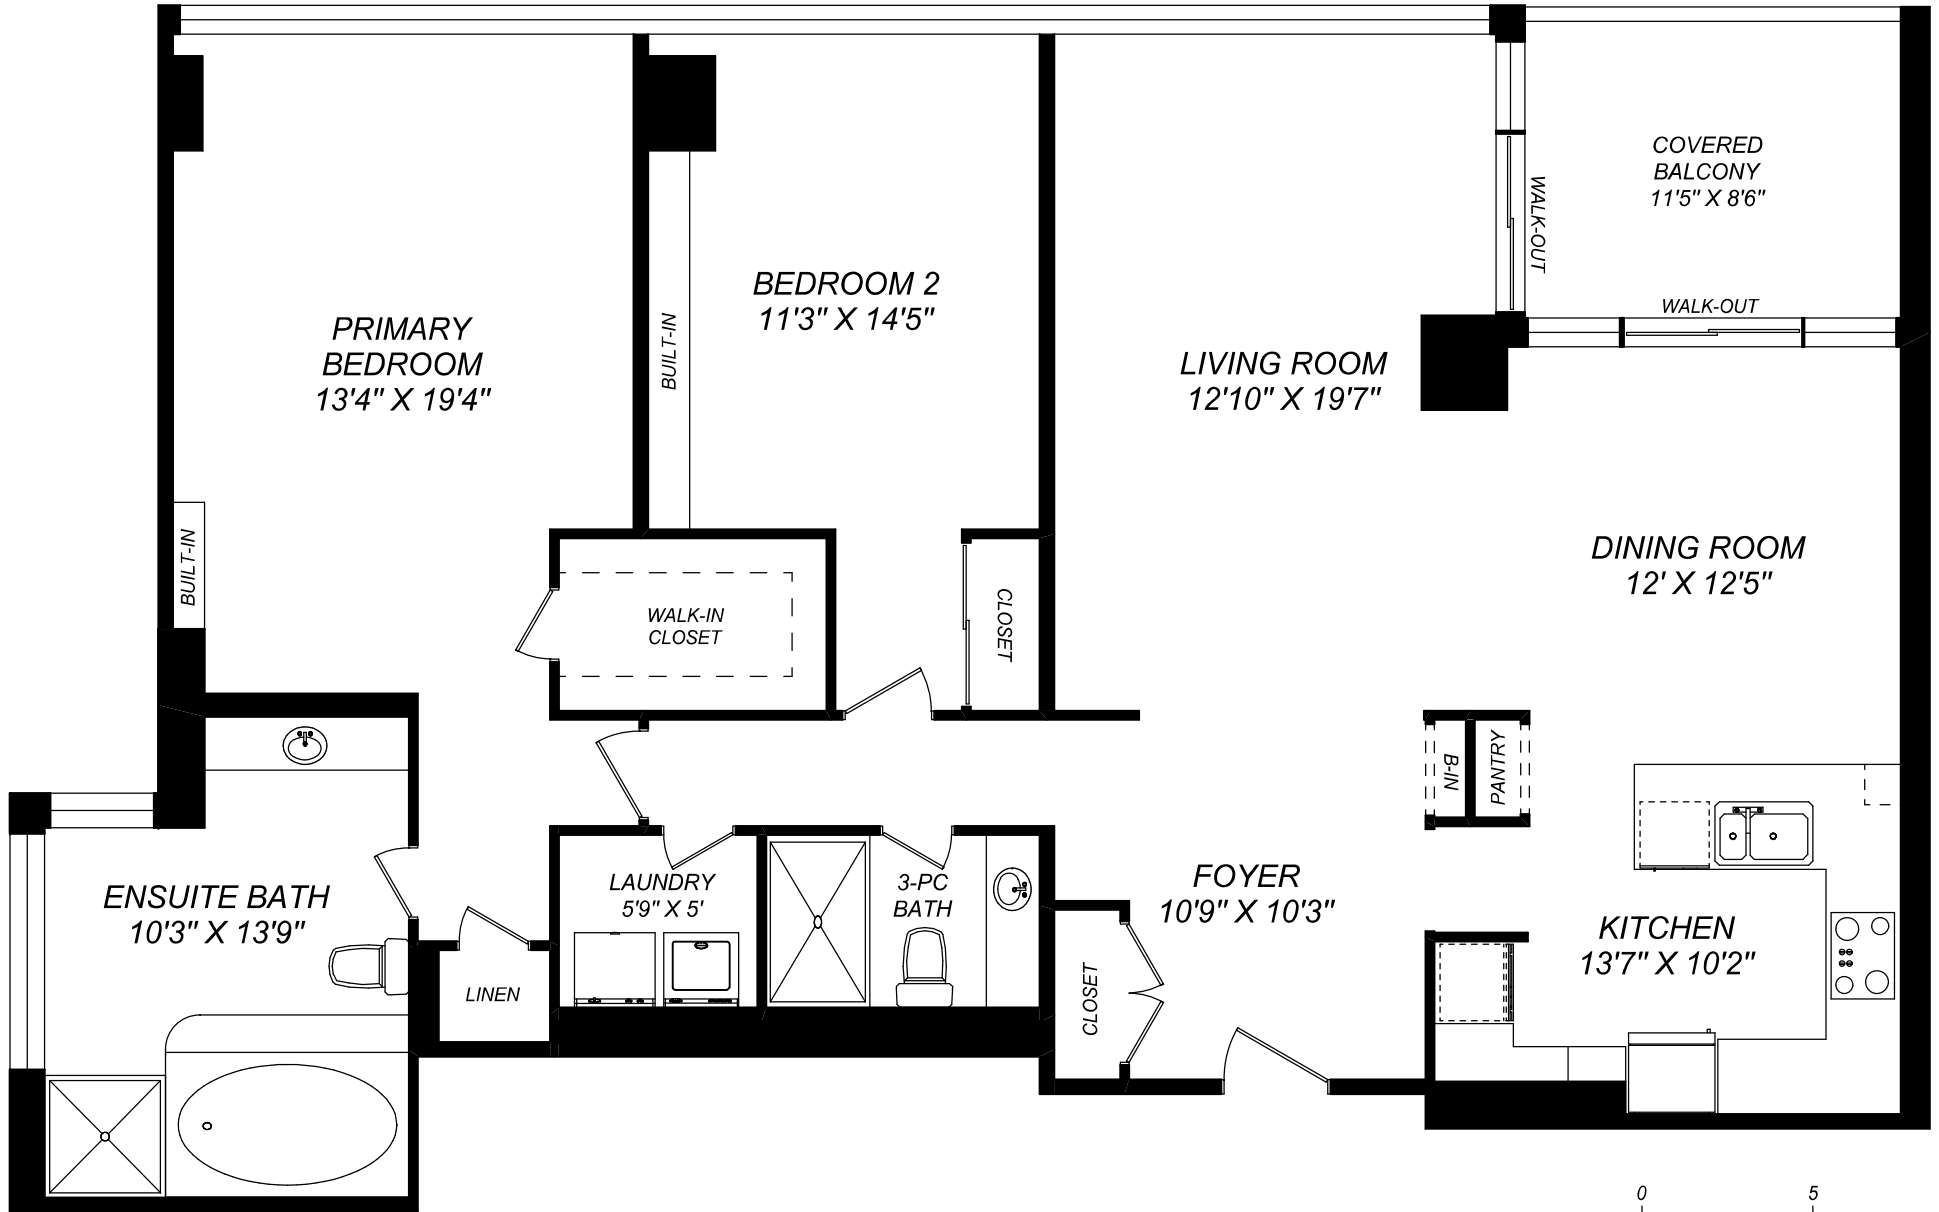 COVERED
BALCONY
11'5" X 8'6"
WALK-OUT
WALK-OUT
BEDROOM 2
11'3" X 14'5"
PRIMARY
BEDROOM
13'4" X 19'4"
BUILT-IN
LIVING ROOM
12'10" X 19'7"
DINING ROOM
12' X 12'5"
BUILT-IN
WALK-IN
CLOSET
CLOSET
B-IN
PANTRY
ENSUITE BATH
10'3" X 13'9"
LAUNDRY
5'9" X 5'
3-PC
BATH
FOYER
10'9" X 10'3"
KITCHEN
13'7" X 10'2"
LINEN
CLOSET
0 5